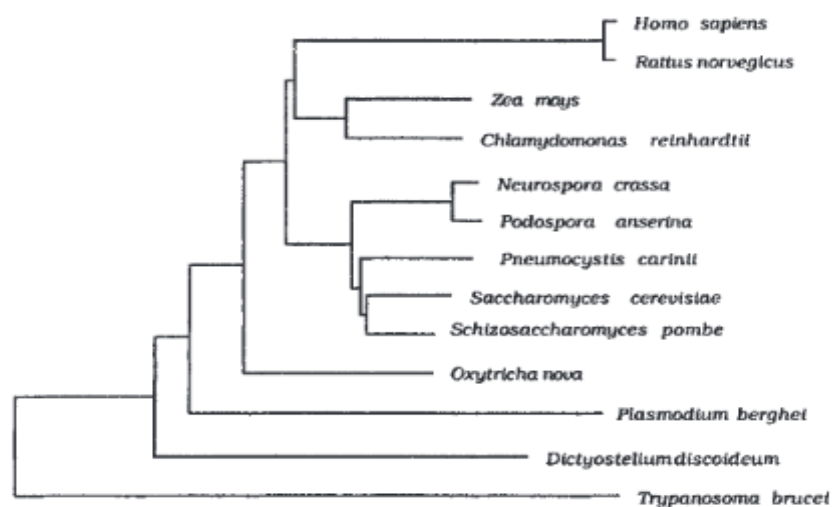 Homo sapiens
Rattus norvegicus
Zea mays
Chlamydomonas reinhardtii
Neurospora crassa
Podospora anserina
Pneumocystis carinii
Saccharomyces cerevisiae
Schizosaccharomyces pombe
Oxytricha nova
Plasmodium berghei
Dictyostelium discoideum
Trypanosoma brucei